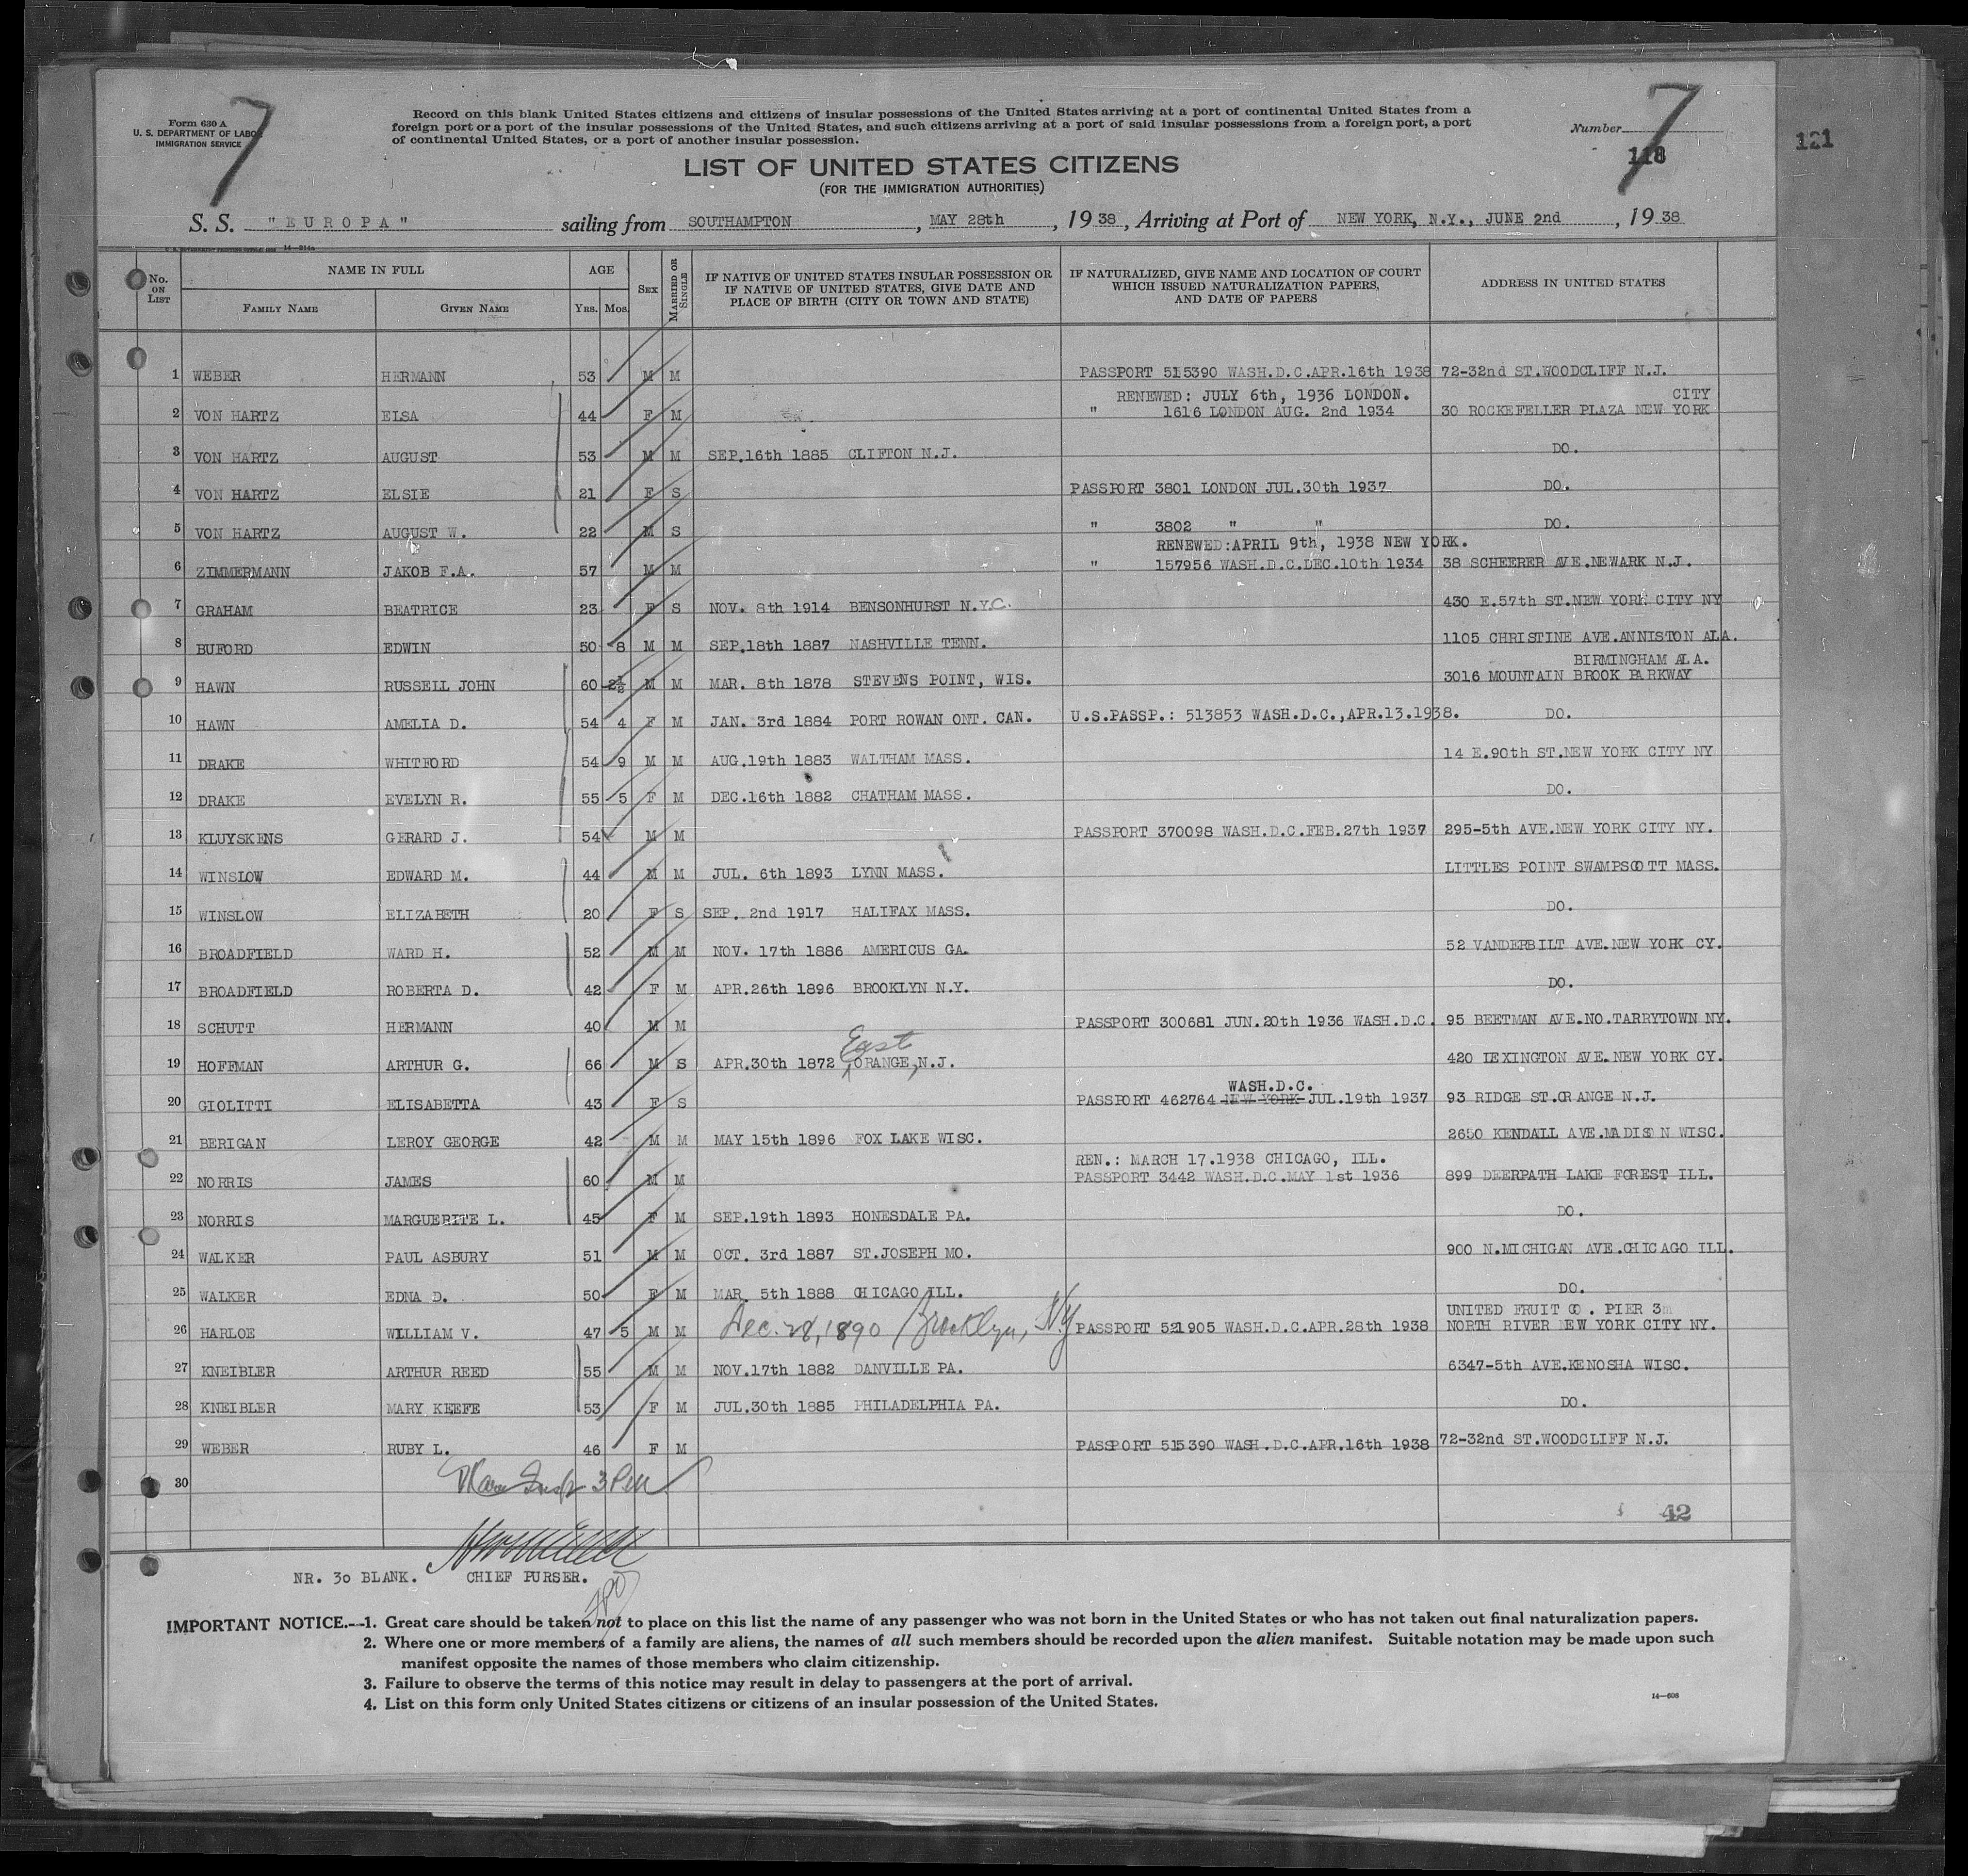 7
7
Form 630 A
U. S. DEPARTMENT OF LABOR
IMMIGRATION SERVICE
Record on this blank United States citizens and citizens of insular possessions of the United States arriving at a port of continental United States from a
foreign port or a port of the insular possessions of the United States, and such citizens arriving at a port of said insular possessions from a foreign port, a port
of continental United States, or a port of another insular possession.
Number
118
121
LIST OF UNITED STATES CITIZENS
(FOR THE IMMIGRATION AUTHORITIES)
S. S. "EUROPA" sailing from SOUTHAMPTON, MAY 28th, 1938, Arriving at Port of NEW YORK, N.Y., JUNE 2nd, 1938
No. ON LIST NAME IN FULL AGE SEX MARRIED OR SINGLE IF NATIVE OF UNITED STATES INSULAR POSSESSION OR IF NATIVE OF UNITED STATES, GIVE DATE AND PLACE OF BIRTH (CITY OR TOWN AND STATE) IF NATURALIZED, GIVE NAME AND LOCATION OF COURT WHICH ISSUED NATURALIZATION PAPERS, AND DATE OF PAPERS ADDRESS IN UNITED STATES
FAMILY NAME GIVEN NAME YRS. MOS.
1 WEBER HERMANN 53 M M PASSPORT 515390 WASH.D.C.APR.16th 1938 72-32nd ST.WOODCLIFF N.J.
RENEWED: JULY 6th, 1936 LONDON. CITY
2 VON HARTZ ELSA 44 F M " 1616 LONDON AUG. 2nd 1934 30 ROCKEFELLER PLAZA NEW YORK
3 VON HARTZ AUGUST 53 M M SEP.16th 1885 CLIFTON N.J. DO.
4 VON HARTZ ELSIE 21 F S PASSPORT 3801 LONDON JUL.30th 1937 DO.
5 VON HARTZ AUGUST W. 22 M S " 3802 " " DO.
RENEWED:APRIL 9th, 1938 NEW YORK.
6 ZIMMERMANN JAKOB F.A. 57 M M " 157956 WASH.D.C.DEC.10th 1934 38 SCHEERER AVE.NEWARK N.J.
7 GRAHAM BEATRICE 23 F S NOV. 8th 1914 BENSONHURST N.Y.C. 430 E.57th ST.NEW YORK CITY NY
8 BUFORD EDWIN 50 8 M M SEP.18th 1887 NASHVILLE TENN. 1105 CHRISTINE AVE.ANNISTON ALA.
BIRMINGHAM ALA.
9 HAWN RUSSELL JOHN 60 2½ M M MAR. 8th 1878 STEVENS POINT, WIS. 3016 MOUNTAIN BROOK PARKWAY
10 HAWN AMELIA D. 54 4 F M JAN. 3rd 1884 PORT ROWAN ONT. CAN. U.S.PASSP.: 513853 WASH.D.C.,APR.13.1938. DO.
11 DRAKE WHITFORD 54 9 M M AUG.19th 1883 WALTHAM MASS. 14 E.90th ST.NEW YORK CITY NY
12 DRAKE EVELYN R. 55 5 F M DEC.16th 1882 CHATHAM MASS. DO.
13 KLUYSKENS GERARD J. 54 M M PASSPORT 370098 WASH.D.C.FEB.27th 1937 295-5th AVE.NEW YORK CITY NY.
14 WINSLOW EDWARD M. 44 M M JUL. 6th 1893 LYNN MASS. LITTLES POINT SWAMPSCOTT MASS.
15 WINSLOW ELIZABETH 20 F S SEP. 2nd 1917 HALIFAX MASS. DO.
16 BROADFIELD WARD H. 52 M M NOV. 17th 1886 AMERICUS GA. 52 VANDERBILT AVE.NEW YORK CY.
17 BROADFIELD ROBERTA D. 42 F M APR.26th 1896 BROOKLYN N.Y. DO.
18 SCHUTT HERMANN 40 M M PASSPORT 300681 JUN.20th 1936 WASH.D.C. 95 BEETMAN AVE.NO.TARRYTOWN NY.
East
19 HOFFMAN ARTHUR G. 66 M S APR.30th 1872 ORANGE, N.J. 420 LEXINGTON AVE.NEW YORK CY.
WASH.D.C.
20 GIOLITTI ELISABETTA 43 F S PASSPORT 462764 NEW YORK JUL.19th 1937 93 RIDGE ST.ORANGE N.J.
21 BERIGAN LEROY GEORGE 42 M M MAY 15th 1896 FOX LAKE WISC. 2650 KENDALL AVE.MADISON WISC.
REN.: MARCH 17.1938 CHICAGO, ILL.
22 NORRIS JAMES 60 M M PASSPORT 3442 WASH.D.C.MAY 1st 1936 899 DEERPATH LAKE FOREST ILL.
23 NORRIS MARGUERITE L. 45 F M SEP.19th 1893 HONESDALE PA. DO.
24 WALKER PAUL ASBURY 51 M M OCT. 3rd 1887 ST.JOSEPH MO. 900 N.MICHIGAN AVE.CHICAGO ILL.
25 WALKER EDNA D. 50 F M MAR. 5th 1888 CHICAGO ILL. DO.
UNITED FRUIT CO. PIER 3
26 HARLOE WILLIAM V. 47 5 M M Dec. 28, 1890 Brooklyn, NY PASSPORT 521905 WASH.D.C.APR.28th 1938 NORTH RIVER NEW YORK CITY NY.
27 KNEIBLER ARTHUR REED 55 M M NOV.17th 1882 DANVILLE PA. 6347-5th AVE.KENOSHA WISC.
28 KNEIBLER MARY KEEFE 53 F M JUL.30th 1885 PHILADELPHIA PA. DO.
29 WEBER RUBY L. 46 F M PASSPORT 515390 WASH.D.C.APR.16th 1938 72-32nd ST.WOODCLIFF N.J.
30
42
NR. 30 BLANK. CHIEF PURSER.
IMPORTANT NOTICE.--1. Great care should be taken not to place on this list the name of any passenger who was not born in the United States or who has not taken out final naturalization papers.
2. Where one or more members of a family are aliens, the names of all such members should be recorded upon the alien manifest. Suitable notation may be made upon such
manifest opposite the names of those members who claim citizenship.
3. Failure to observe the terms of this notice may result in delay to passengers at the port of arrival.
4. List on this form only United States citizens or citizens of an insular possession of the United States.
14—608